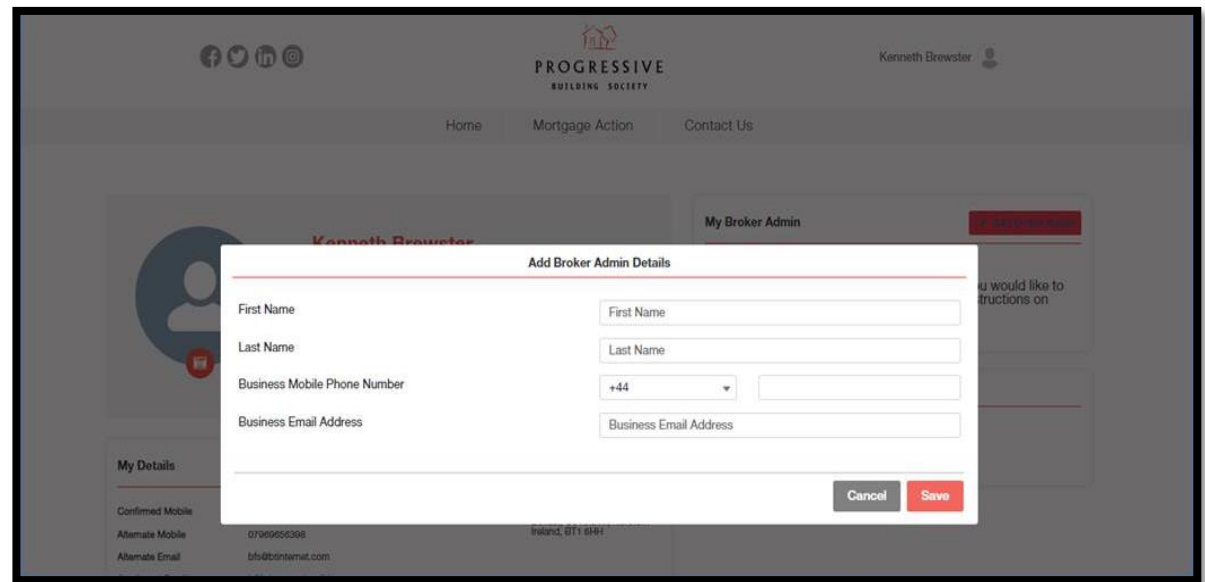 PROGRESSIVE
BUILDING SOCIETY
Kenneth Brewster
Home Mortgage Action Contact Us
Kenneth Brewster
My Broker Admin
u would like to
tructions on
Add Broker Admin Details
First Name First Name
Last Name Last Name
Business Mobile Phone Number +44
Business Email Address Business Email Address
Cancel Save
My Details
Confirmed Mobile
Alternate Mobile 07969656398
Ireland, BT1 6HH
Alternate Email bfs@btinternet.com